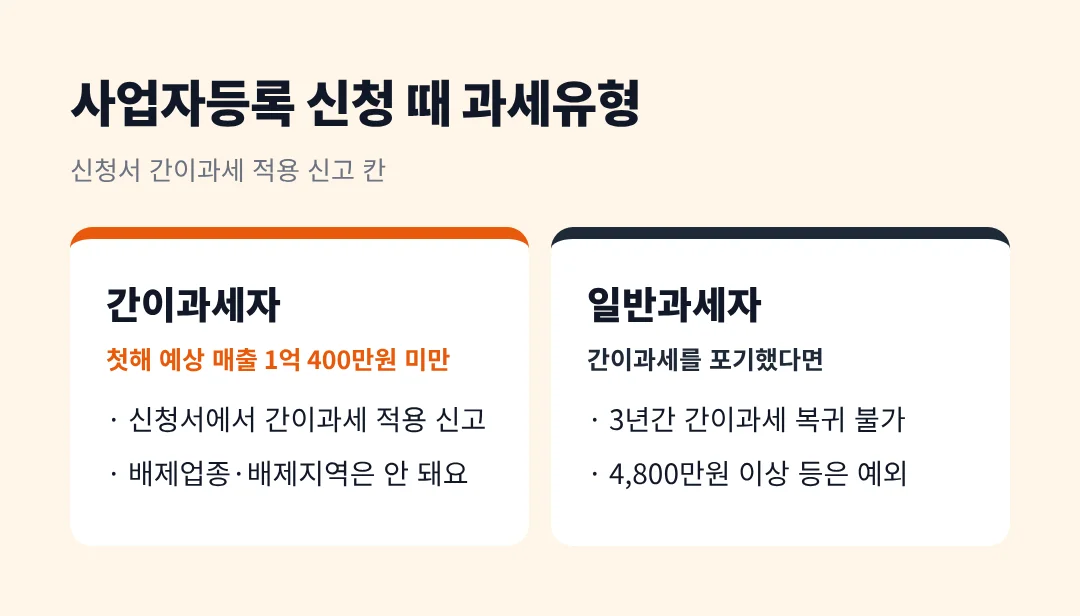 사업자등록 신청 때 과세유형
신청서 간이과세 적용 신고 칸
간이과세자
첫해 예상 매출 1억 400만원 미만
· 신청서에서 간이과세 적용 신고
· 배제업종·배제지역은 안 돼요
일반과세자
간이과세를 포기했다면
· 3년간 간이과세 복귀 불가
· 4,800만원 이상 등은 예외